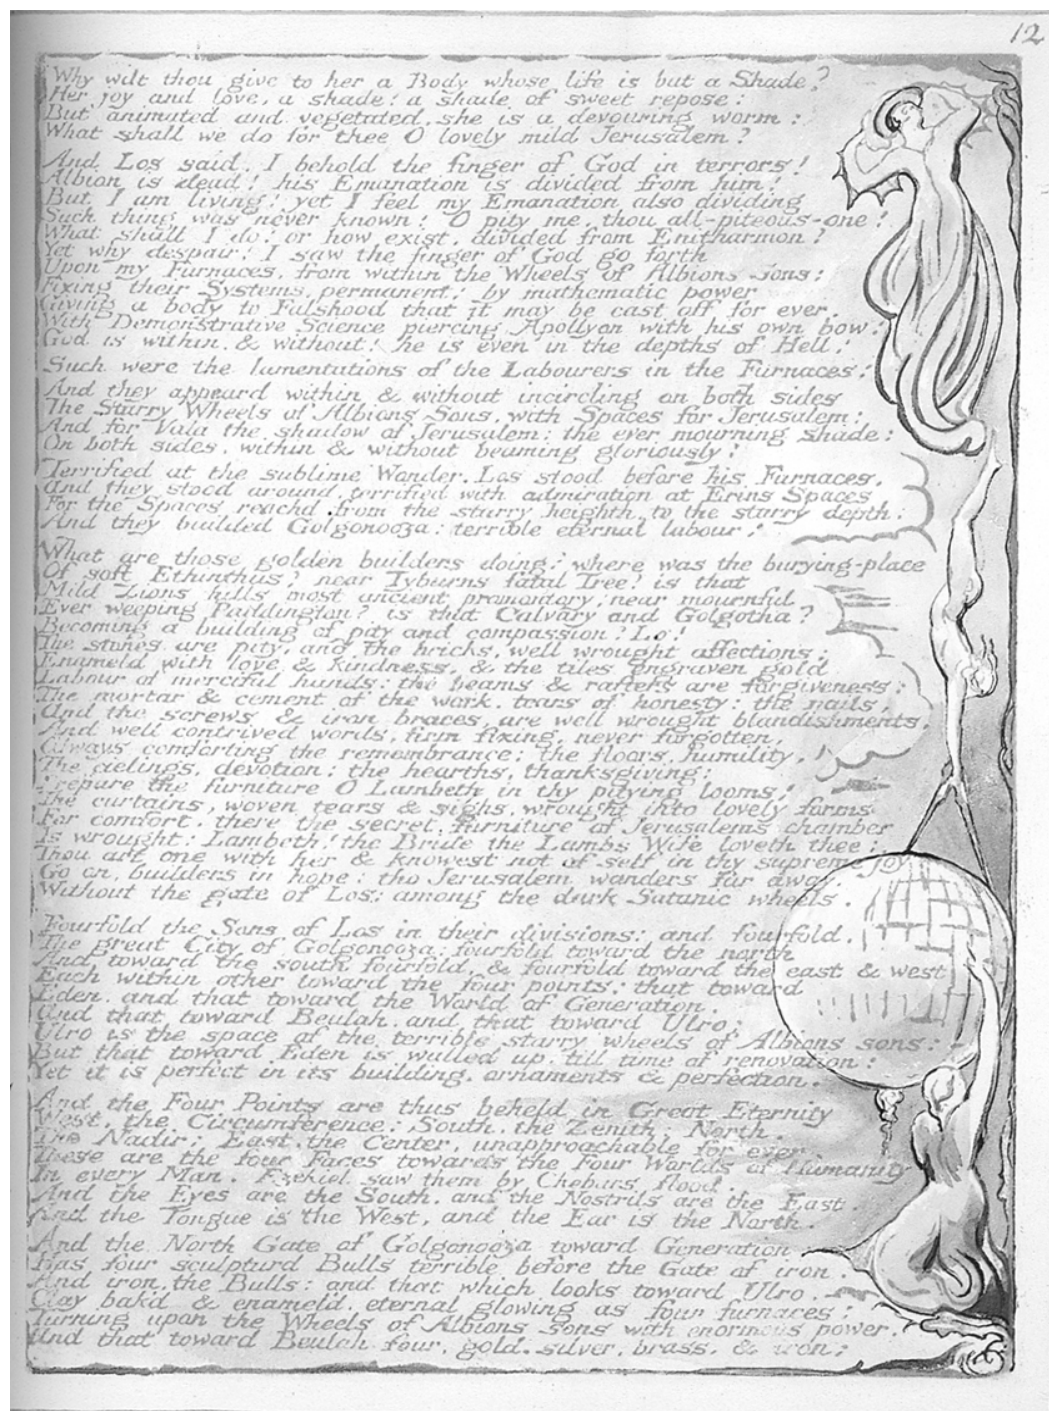 12
Why wilt thou give to her a Body whose life is but a Shade?
Her joy and love, a shade: a shade of sweet repose:
But animated and vegetated, she is a devouring worm:
What shall we do for thee O lovely mild Jerusalem?
And Los said. I behold the finger of God in terrors!
Albion is dead! his Emanation is divided from him!
But I am living! yet I feel my Emanation also dividing
Such thing was never known! O pity me, thou all-piteous-one!
What shall I do! or how exist, divided from Enitharmon?
Yet why despair! I saw the finger of God go forth
Upon my Furnaces, from within the Wheels of Albions Sons:
Fixing their Systems, permanent: by mathematic power
Giving a body to Falshood that it may be cast off for ever.
With Demonstrative Science piercing Apollyon with his own bow!
God is within, & without! he is even in the depths of Hell!
Such were the lamentations of the Labourers in the Furnaces!
And they appeard within & without incircling on both sides
The Starry Wheels of Albions Sons, with Spaces for Jerusalem:
And for Vala the shadow of Jerusalem: the ever mourning shade:
On both sides, within & without beaming gloriously!
Terrified at the sublime Wonder, Los stood before his Furnaces.
And they stood around, terrified with admiration at Erins Spaces
For the Spaces reachd from the starry heighth, to the starry depth:
And they builded Golgonooza: terrible eternal labour!
What are those golden builders doing? where was the burying-place
Of soft Ethinthus? near Tyburns fatal Tree? is that
Mild Zions hills most ancient promontory; near mournful
Ever weeping Paddington? is that Calvary and Golgotha?
Becoming a building of pity and compassion? Lo!
The stones are pity, and the bricks, well wrought affections:
Enameld with love & kindness, & the tiles engraven gold
Labour of merciful hands: the beams & rafters are forgiveness:
The mortar & cement of the work, tears of honesty: the nails,
And the screws & iron braces, are well wrought blandishments,
And well contrived words, firm fixing, never forgotten,
Always comforting the remembrance: the floors, humility,
The cielings, devotion: the hearths, thanksgiving:
Prepare the furniture O Lambeth in thy pitying looms!
The curtains, woven tears & sighs, wrought into lovely forms
For comfort. there the secret furniture of Jerusalems chamber
Is wrought: Lambeth! the Bride the Lambs Wife loveth thee:
Thou art one with her & knowest not of self in thy supreme joy.
Go on, builders in hope: tho Jerusalem wanders far away,
Without the gate of Los: among the dark Satanic wheels.
Fourfold the Sons of Los in their divisions: and fourfold,
The great City of Golgonooza: fourfold toward the north
And toward the south fourfold, & fourfold toward the east & west
Each within other toward the four points: that toward
Eden, and that toward the World of Generation,
And that toward Beulah, and that toward Ulro:
Ulro is the space of the terrible starry wheels of Albions sons:
But that toward Eden is walled up, till time of renovation:
Yet it is perfect in its building, ornaments & perfection.
And the Four Points are thus beheld in Great Eternity
West, the Circumference: South, the Zenith: North,
The Nadir: East, the Center, unapproachable for ever.
These are the four Faces towards the Four Worlds of Humanity
In every Man. Ezekiel saw them by Chebars flood.
And the Eyes are the South, and the Nostrils are the East.
And the Tongue is the West, and the Ear is the North.
And the North Gate of Golgonooza toward Generation
Has four sculpturd Bulls terrible before the Gate of iron.
And iron, the Bulls: and that which looks toward Ulro,
Clay bak'd & enamel'd, eternal glowing as four furnaces:
Turning upon the Wheels of Albions sons with enormous power.
And that toward Beulah four, gold, silver, brass, & iron: